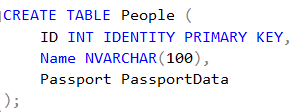 CREATE TABLE People (
ID INT IDENTITY PRIMARY KEY,
Name NVARCHAR(100),
Passport PassportData
);